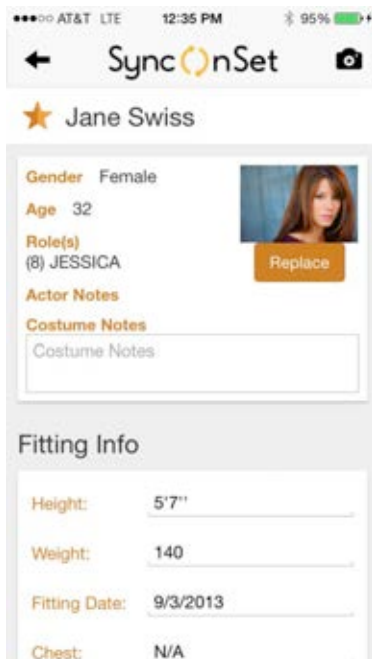 AT&T LTE 12:35 PM 95%
SyncOnSet
Jane Swiss
Gender Female
Age 32
Role(s)
(8) JESSICA
Replace
Actor Notes
Costume Notes
Costume Notes
Fitting Info
Height: 5'7''
Weight: 140
Fitting Date: 9/3/2013
Chest: N/A